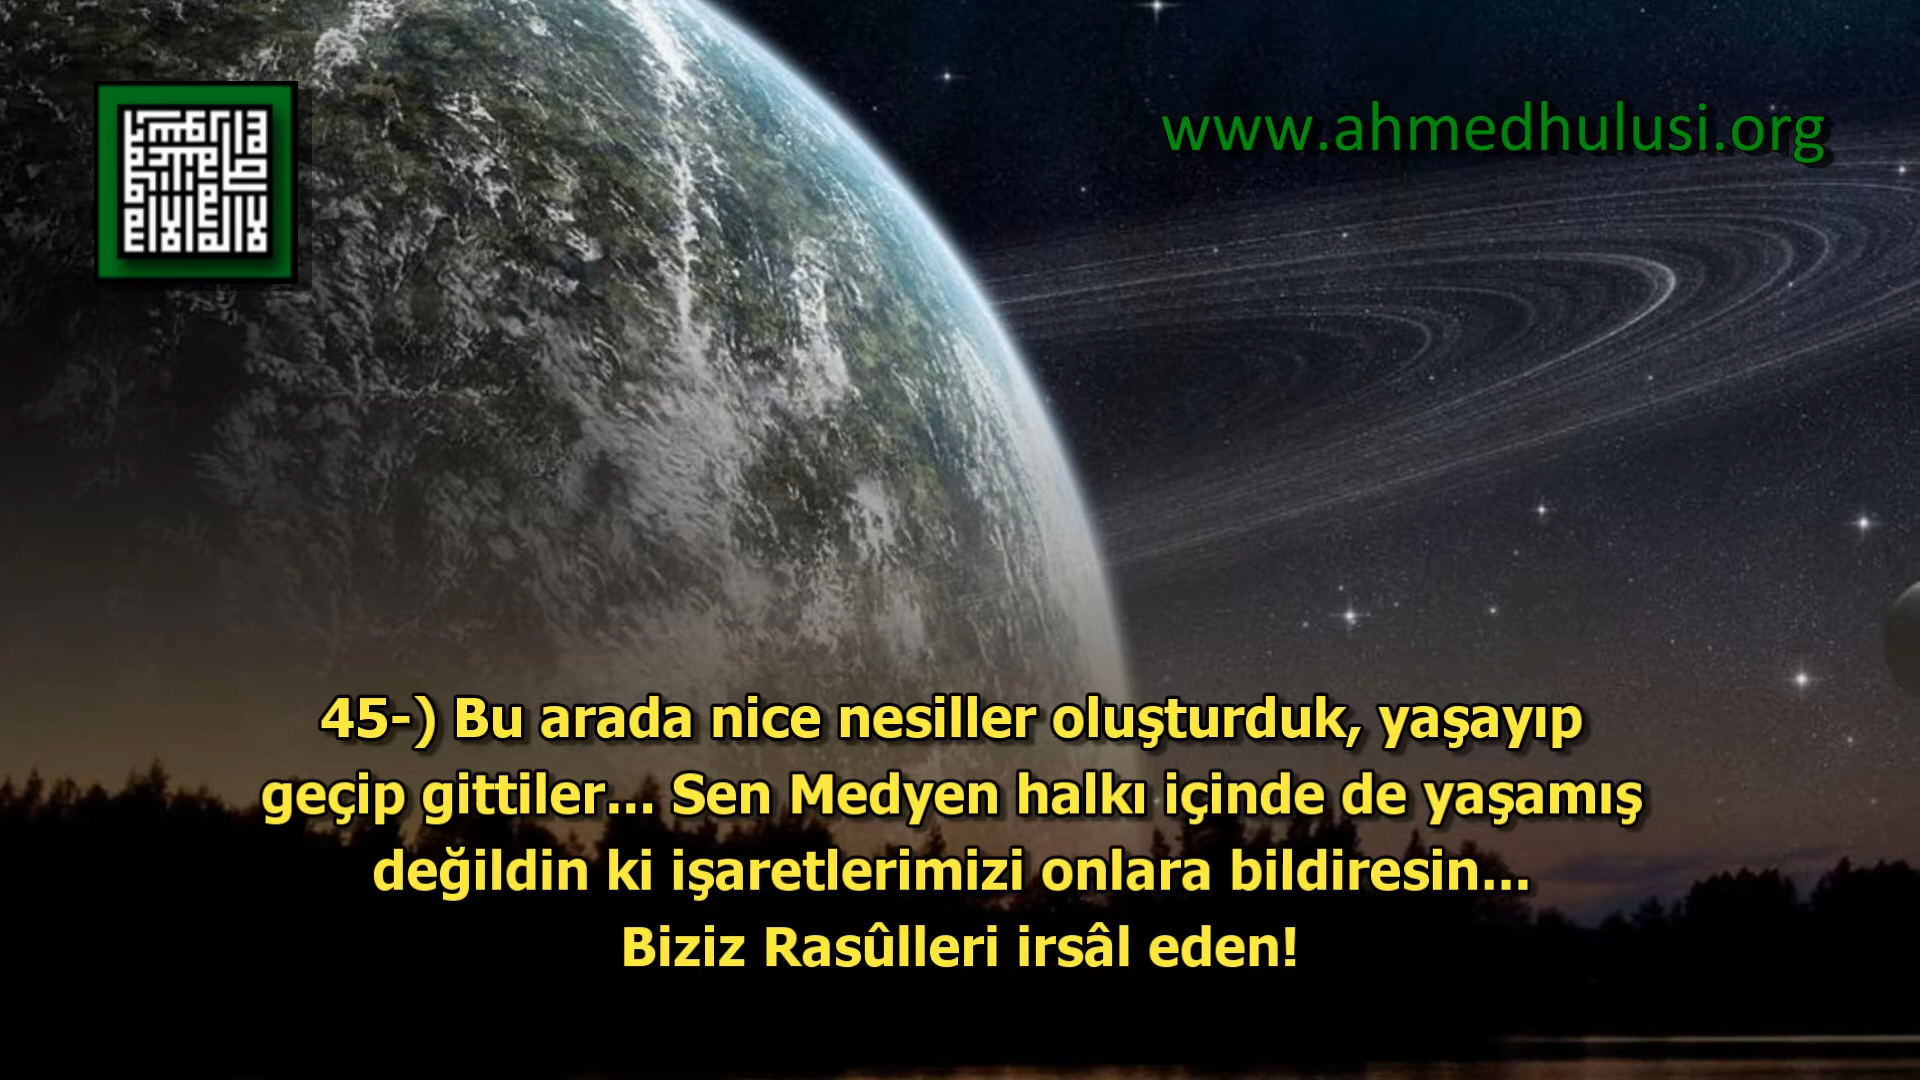 www.ahmedhulusi.org
45-) Bu arada nice nesiller oluşturduk, yaşayıp
geçip gittiler... Sen Medyen halkı içinde de yaşamış
değildin ki işaretlerimizi onlara bildiresin...
Biziz Rasûlleri irsâl eden!